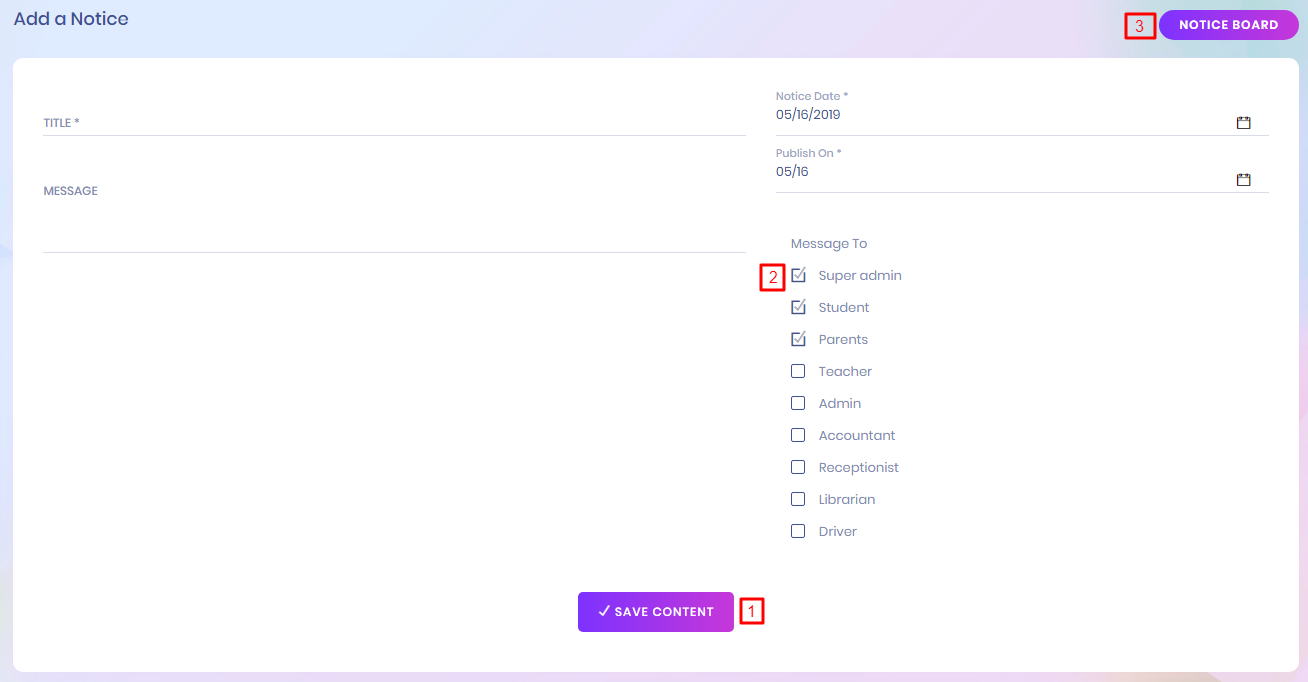 Add a Notice
3
NOTICE BOARD
TITLE *
MESSAGE
Notice Date *
05/16/2019
Publish On *
05/16
Message To
2
Super admin
Student
Parents
Teacher
Admin
Accountant
Receptionist
Librarian
Driver
SAVE CONTENT
1